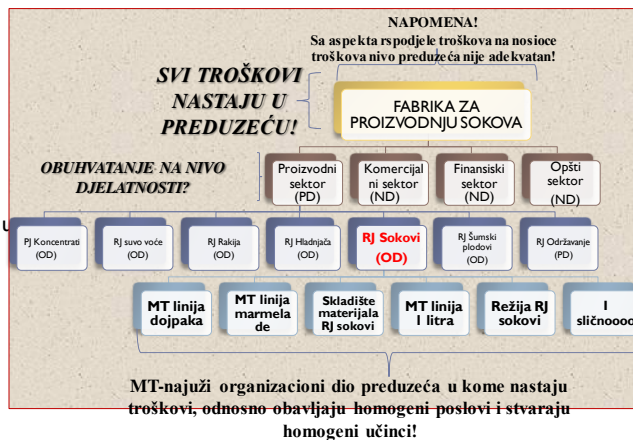 NAPOMENA!
Sa aspekta rspodjele troškova na nosioce
troškova nivo preduzeća nije adekvatan!
SVI TROŠKOVI
NASTAJU U
PREDUZEĆU!
FABRIKA ZA
PROIZVODNJU SOKOVA
OBUHVATANJE NA NIVO
DJELATNOSTI?
Proizvodni
sektor
(PD)
Komercijal
ni sektor
(ND)
Finansiski
sektor
(ND)
Opšti
sektor
(ND)
u
PJ Koncentrati
(OD)
RJ suvo voće
(OD)
RJ Rakija
(OD)
RJ Hladnjača
(OD)
RJ Sokovi
(OD)
RJ Šumski
plodovi
(OD)
RJ Održavanje
(PD)
MT linija
dojpaka
MT linija
marmela
de
Skladište
materijala
RJ sokovi
MT linija
1 litra
Režija RJ
sokovi
I
sličnoooo
MT-najuži organizacioni dio preduzeća u kome nastaju
troškovi, odnosno obavljaju homogeni poslovi i stvaraju
homogeni učinci!